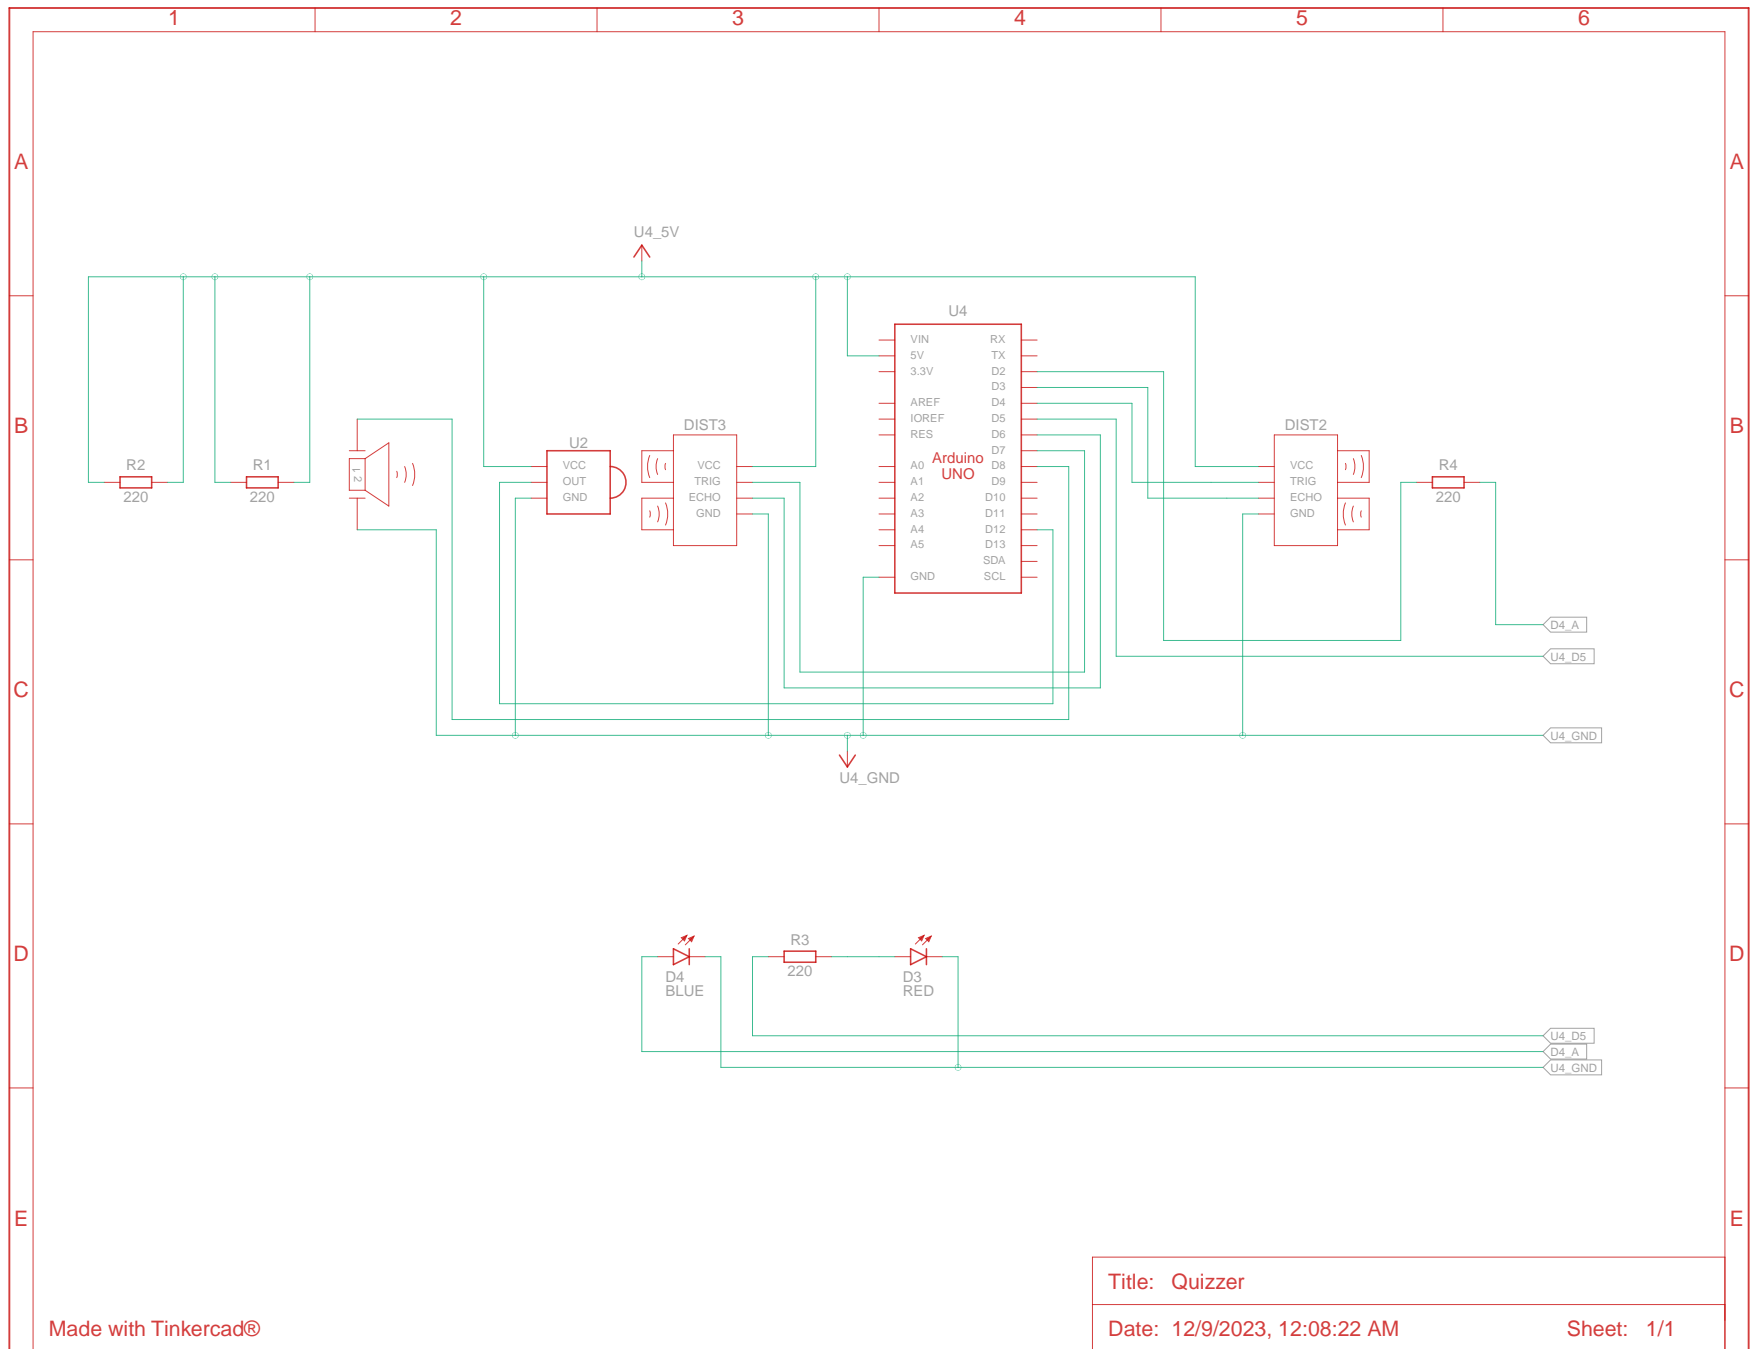 1 2 3 4 5 6
A A
U4_5V
U4
VIN RX
5V TX
3.3V D2
D3
AREF D4
IOREF D5
RES D6
D7
A0 D8
A1 D9
A2 D10
A3 D11
A4 D12
A5 D13
SDA
GND SCL
Arduino
UNO
B B
R2
220
R1
220
1
2
U2
VCC
OUT
GND
DIST3
VCC
TRIG
ECHO
GND
DIST2
VCC
TRIG
ECHO
GND
R4
220
D4_A
U4_D5
C C
U4_GND
U4_GND
D D
D4
BLUE
R3
220
D3
RED
U4_D5
D4_A
U4_GND
E E
Title: Quizzer
Made with Tinkercad®
Date: 12/9/2023, 12:08:22 AM Sheet: 1/1